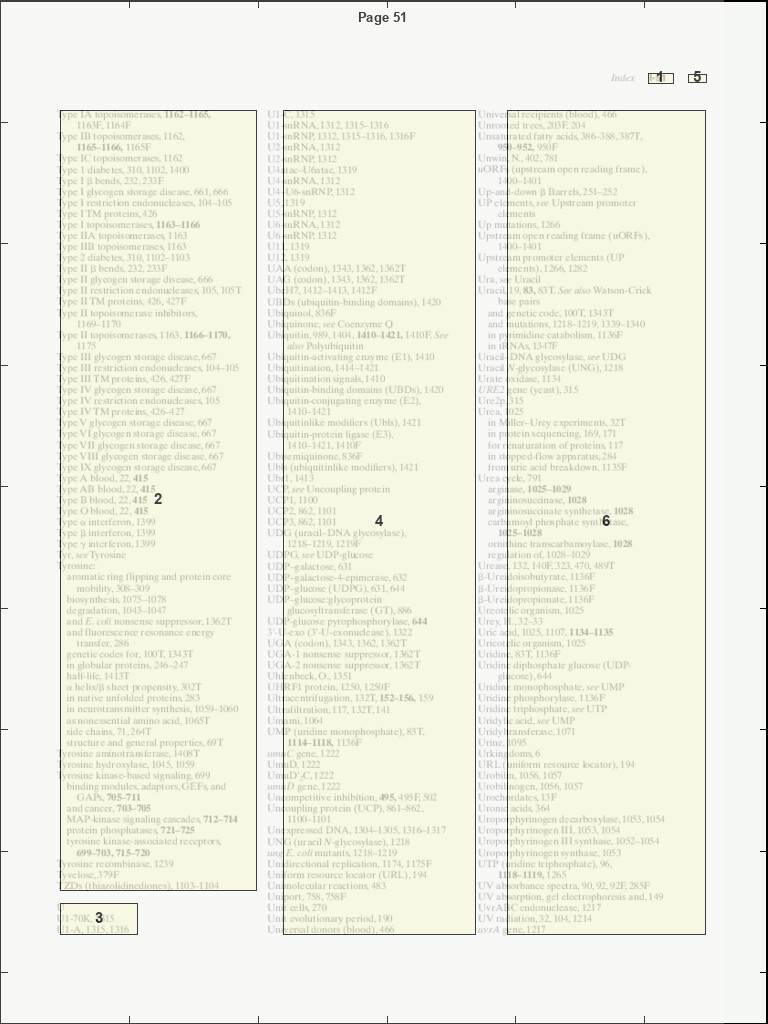 Page 51
Index
1
5
Type IA topoisomerases, 1162–1165,
1163F, 1164F
Type IB topoisomerases, 1162,
1165–1166, 1165F
Type IC topoisomerases, 1162
Type 1 diabetes, 310, 1102, 1400
Type I β bends, 232, 233F
Type I glycogen storage disease, 661, 666
Type I restriction endonucleases, 104–105
Type I TM proteins, 426
Type I topoisomerases, 1163–1166
Type IIA topoisomerases, 1163
Type IIB topoisomerases, 1163
Type 2 diabetes, 310, 1102–1103
Type II β bends, 232, 233F
Type II glycogen storage disease, 666
Type II restriction endonucleases, 105, 105T
Type II TM proteins, 426, 427F
Type II topoisomerase inhibitors,
1169–1170
Type II topoisomerases, 1163, 1166–1170,
1175
Type III glycogen storage disease, 667
Type III restriction endonucleases, 104–105
Type III TM proteins, 426, 427F
Type IV glycogen storage disease, 667
Type IV restriction endonucleases, 105
Type IV TM proteins, 426–427
Type V glycogen storage disease, 667
Type VI glycogen storage disease, 667
Type VII glycogen storage disease, 667
Type VIII glycogen storage disease, 667
Type IX glycogen storage disease, 667
Type A blood, 22, 415
Type AB blood, 22, 415
Type B blood, 22, 415
2
Type O blood, 22, 415
Type α interferon, 1399
Type β interferon, 1399
Type γ interferon, 1399
Tyr, see Tyrosine
Tyrosine:
aromatic ring flipping and protein core
mobility, 308–309
biosynthesis, 1075–1078
degradation, 1043–1047
and E. coli nonsense suppressor, 1362T
and fluorescence resonance energy
transfer, 286
genetic codes for, 100T, 1343T
in globular proteins, 246–247
half-life, 1413T
α helix/β sheet propensity, 302T
in native unfolded proteins, 283
in neurotransmitter synthesis, 1059–1060
as nonessential amino acid, 1065T
side chains, 71, 264T
structure and general properties, 69T
Tyrosine aminotransferase, 1408T
Tyrosine hydroxylase, 1045, 1059
Tyrosine kinase-based signaling, 699
binding modules, adaptors, GEFs, and
GAPs, 705–711
and cancer, 703–705
MAP-kinase signaling cascades, 712–714
protein phosphatases, 721–725
tyrosine kinase-associated receptors,
699–703, 715–720
Tyrosine recombinase, 1239
Tyvelose, 379F
TZDs (thiazolidinediones), 1103–1104
3
U1-70K, 1315
U1-A, 1315, 1316
U1-C, 1315
U1-snRNA, 1312, 1315–1316
U1-snRNP, 1312, 1315–1316, 1316F
U2-snRNA, 1312
U2-snRNP, 1312
U4atac–U6atac, 1319
U4-snRNA, 1312
U4–U6-snRNP, 1312
U5, 1319
U5-snRNP, 1312
U6-snRNA, 1312
U6-snRNP, 1312
U11, 1319
U12, 1319
UAA (codon), 1343, 1362, 1362T
UAG (codon), 1343, 1362, 1362T
UbcH7, 1412–1413, 1412F
UBDs (ubiquitin-binding domains), 1420
Ubiquinol, 836F
Ubiquinone, see Coenzyme Q
Ubiquitin, 989, 1404, 1410–1421, 1410F. See
also Polyubiquitin
Ubiquitin-activating enzyme (E1), 1410
Ubiquitination, 1414–1421
Ubiquitination signals, 1410
Ubiquitin-binding domains (UBDs), 1420
Ubiquitin-conjugating enzyme (E2),
1410–1421
Ubiquitinlike modifiers (Ubls), 1421
Ubiquitin-protein ligase (E3),
1410–1421, 1410F
Ubisemiquinone, 836F
Ubls (ubiquitinlike modifiers), 1421
Ubr1, 1413
UCP, see Uncoupling protein
UCP1, 1100
UCP2, 862, 1101
UCP3, 862, 1101
4
UDG (uracil–DNA glycosylase),
1218–1219, 1219F
UDPG, see UDP-glucose
UDP-galactose, 631
UDP–galactose-4-epimerase, 632
UDP–glucose (UDPG), 631, 644
UDP–glucose:glycoprotein
glucosyltransferase (GT), 886
UDP-glucose pyrophosphorylase, 644
3′-U-exo (3′-U-exonuclease), 1322
UGA (codon), 1343, 1362, 1362T
UGA-1 nonsense suppressor, 1362T
UGA-2 nonsense suppressor, 1362T
Uhlenbeck, O., 1351
UHRF1 protein, 1250, 1250F
Ultracentrifugation, 132T, 152–156, 159
Ultrafiltration, 117, 132T, 141
Umami, 1064
UMP (uridine monophosphate), 83T,
1114–1118, 1136F
umuC gene, 1222
UmuD, 1222
UmuD′2C, 1222
umuD gene, 1222
Uncompetitive inhibition, 495, 495F, 502
Uncoupling protein (UCP), 861–862,
1100–1101
Unexpressed DNA, 1304–1305, 1316–1317
UNG (uracil N-glycosylase), 1218
ung E. coli mutants, 1218–1219
Unidirectional replication, 1174, 1175F
Uniform resource locator (URL), 194
Unimolecular reactions, 483
Uniport, 758, 758F
Unit cells, 270
Unit evolutionary period, 190
Universal donors (blood), 466
Universal recipients (blood), 466
Unrooted trees, 203F, 204
Unsaturated fatty acids, 386–388, 387T,
950–952, 950F
Unwin, N., 402, 781
uORFs (upstream open reading frame),
1400–1401
Up-and-down β Barrels, 251–252
UP elements, see Upstream promoter
elements
Up mutations, 1266
Upstream open reading frame (uORFs),
1400–1401
Upstream promoter elements (UP
elements), 1266, 1282
Ura, see Uracil
Uracil, 19, 83, 83T. See also Watson-Crick
base pairs
and genetic code, 100T, 1343T
and mutations, 1218–1219, 1339–1340
in pyrimidine catabolism, 1136F
in tRNAs, 1347F
Uracil–DNA glycosylase, see UDG
Uracil N-glycosylase (UNG), 1218
Urate oxidase, 1134
URE2 gene (yeast), 315
Ure2p, 315
Urea, 1025
in Miller–Urey experiments, 32T
in protein sequencing, 169, 171
for renaturation of proteins, 117
in stopped-flow apparatus, 284
from uric acid breakdown, 1135F
Urea cycle, 791
arginase, 1025–1029
argininosuccinase, 1028
argininosuccinate synthetase, 1028
carbamoyl phosphate synthetase,
6
1025–1028
ornithine transcarbamoylase, 1028
regulation of, 1028–1029
Urease, 132, 140F, 323, 470, 489T
β-Ureidoisobutyrate, 1136F
β-Ureidopropionase, 1136F
β-Ureidopropionate, 1136F
Ureotelic organism, 1025
Urey, H., 32–33
Uric acid, 1025, 1107, 1134–1135
Uricotelic organism, 1025
Uridine, 83T, 1136F
Uridine diphosphate glucose (UDP-
glucose), 644
Uridine monophosphate, see UMP
Uridine phosphorylase, 1136F
Uridine triphosphate, see UTP
Uridylic acid, see UMP
Uridyltransferase, 1071
Urine, 1095
Urkingdoms, 6
URL (uniform resource locator), 194
Urobilin, 1056, 1057
Urobilinogen, 1056, 1057
Urochordates, 13F
Uronic acids, 364
Uroporphyrinogen decarboxylase, 1053, 1054
Uroporphyrinogen III, 1053, 1054
Uroporphyrinogen III synthase, 1052–1054
Uroporphyrinogen synthase, 1053
UTP (uridine triphosphate), 96,
1118–1119, 1265
UV absorbance spectra, 90, 92, 92F, 285F
UV absorption, gel electrophoresis and, 149
UvrABC endonuclease, 1217
UV radiation, 32, 104, 1214
uvrA gene, 1217